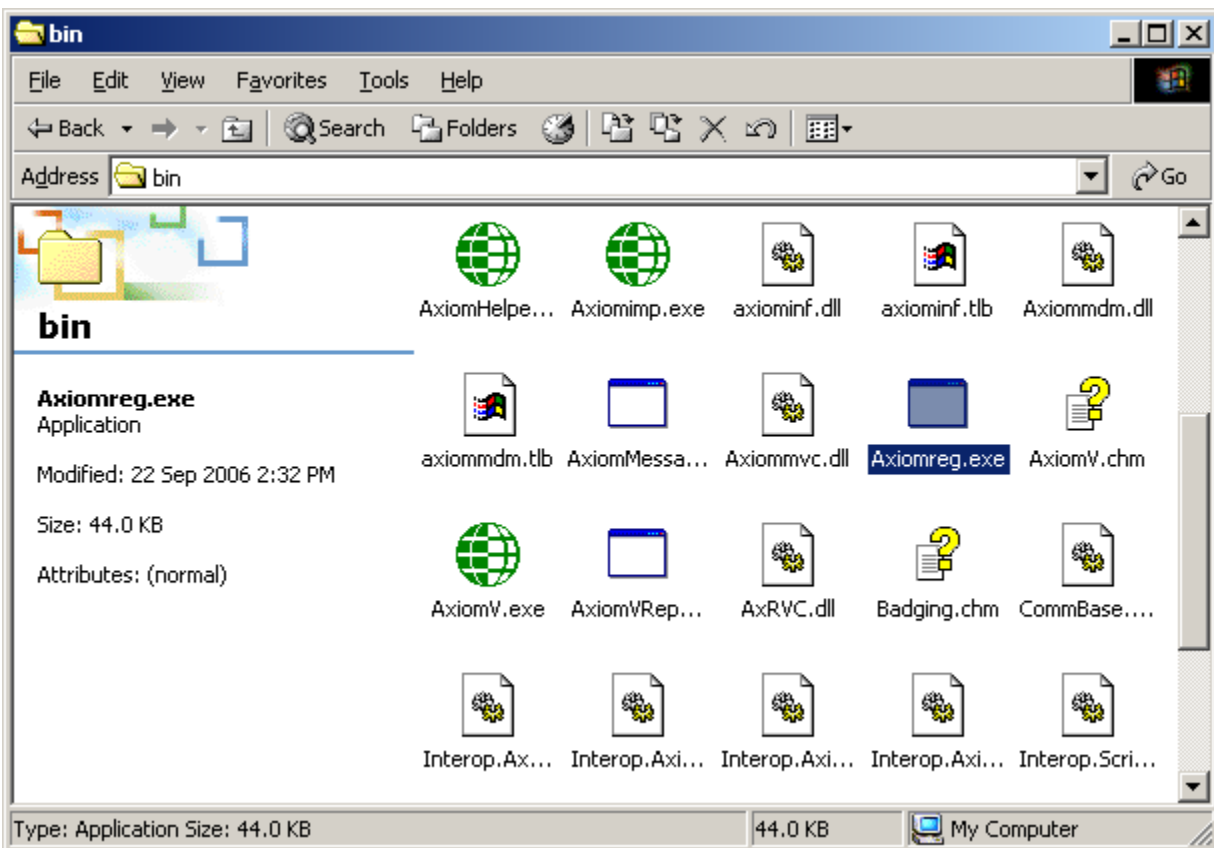 bin
File Edit View Favorites Tools Help
Back Search Folders
Address bin Go
bin
Axiomreg.exe
Application
Modified: 22 Sep 2006 2:32 PM
Size: 44.0 KB
Attributes: (normal)
AxiomHelpe... Axiomimp.exe axiominf.dll axiominf.tlb Axiommdm.dll
axiommdm.tlb AxiomMessa... Axiommvc.dll Axiomreg.exe AxiomV.chm
AxiomV.exe AxiomVRep... AxRVC.dll Badging.chm CommBase....
Interop.Ax... Interop.Axi... Interop.Axi... Interop.Axi... Interop.Scri...
Type: Application Size: 44.0 KB 44.0 KB My Computer